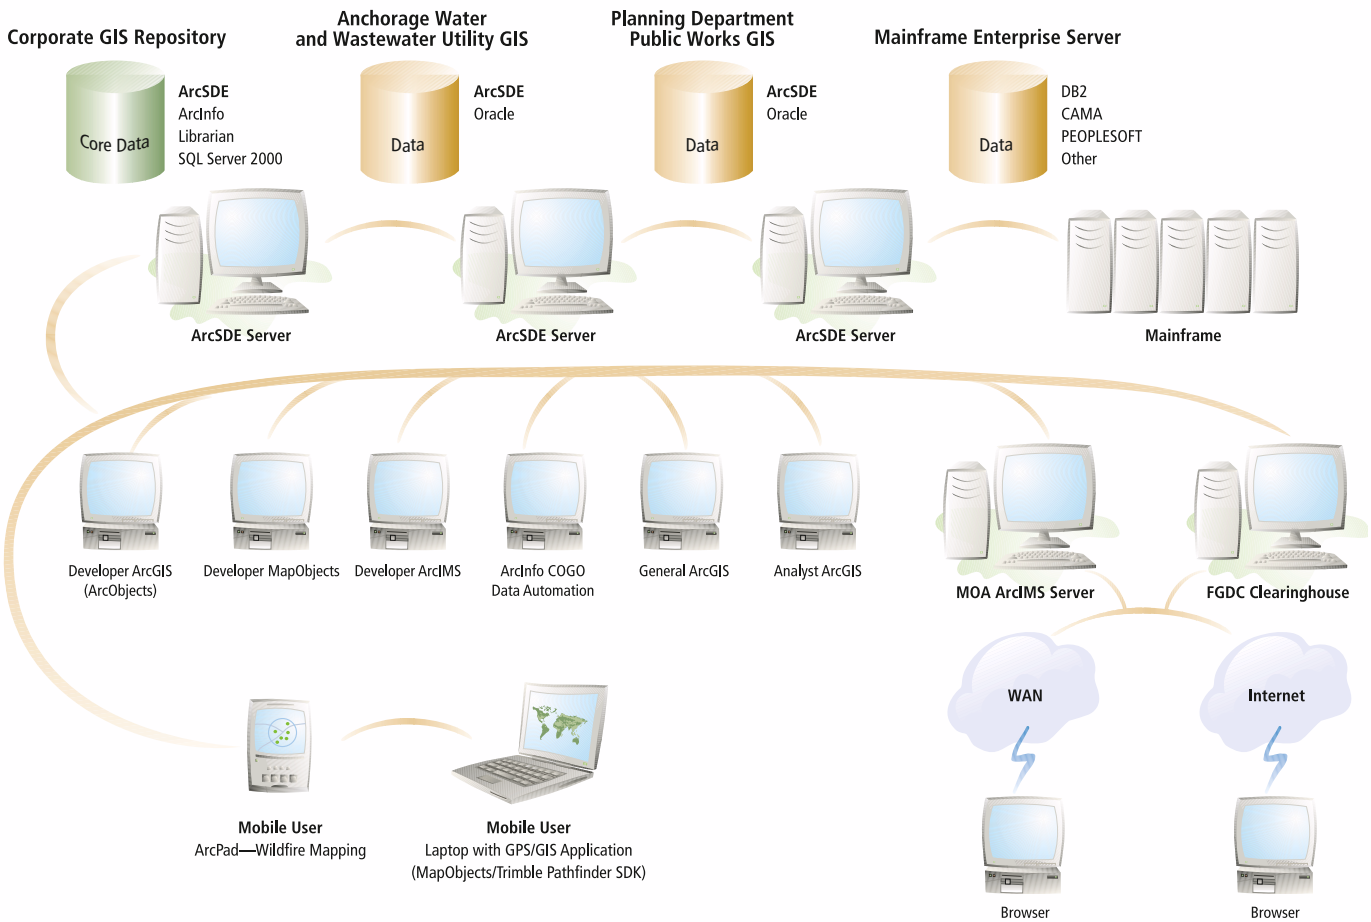 Corporate GIS Repository
Anchorage Water
and Wastewater Utility GIS
Planning Department
Public Works GIS
Mainframe Enterprise Server
Core Data
ArcSDE
ArcInfo
Librarian
SQL Server 2000
Data
ArcSDE
Oracle
Data
ArcSDE
Oracle
Data
DB2
CAMA
PEOPLESOFT
Other
ArcSDE Server
ArcSDE Server
ArcSDE Server
Mainframe
Developer ArcGIS
(ArcObjects)
Developer MapObjects
Developer ArcIMS
ArcInfo COGO
Data Automation
General ArcGIS
Analyst ArcGIS
MOA ArcIMS Server
FGDC Clearinghouse
WAN
Internet
Mobile User
ArcPad—Wildfire Mapping
Mobile User
Laptop with GPS/GIS Application
(MapObjects/Trimble Pathfinder SDK)
Browser
Browser